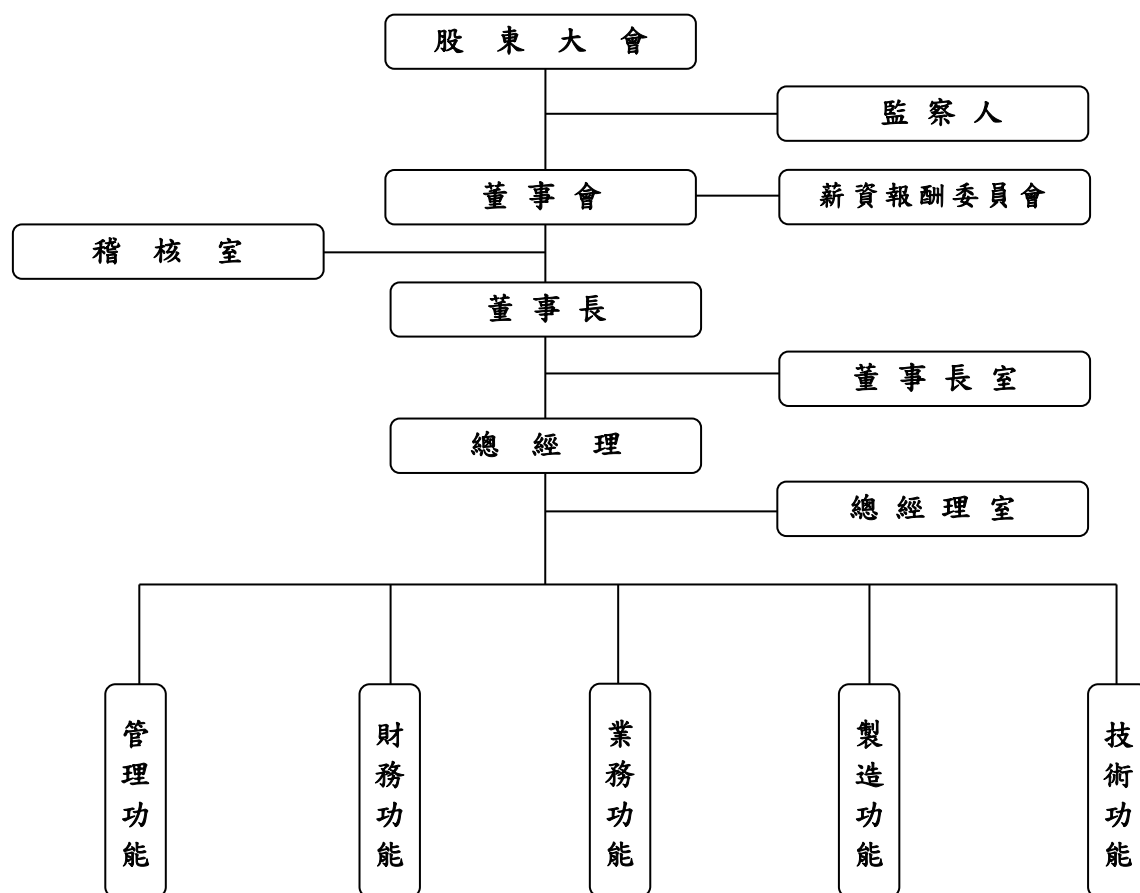 股東大會
監察人
董事會
薪資報酬委員會
稽核室
董事長
董事長室
總經理
總經理室
管理功能
財務功能
業務功能
製造功能
技術功能